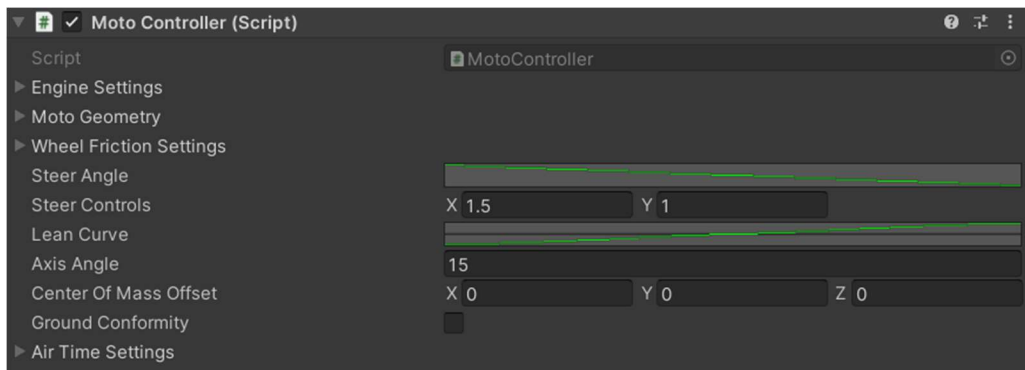 # Moto Controller (Script)
Script # MotoController
Engine Settings
Moto Geometry
Wheel Friction Settings
Steer Angle
Steer Controls X 1.5 Y 1
Lean Curve
Axis Angle 15
Center Of Mass Offset X 0 Y 0 Z 0
Ground Conformity
Air Time Settings